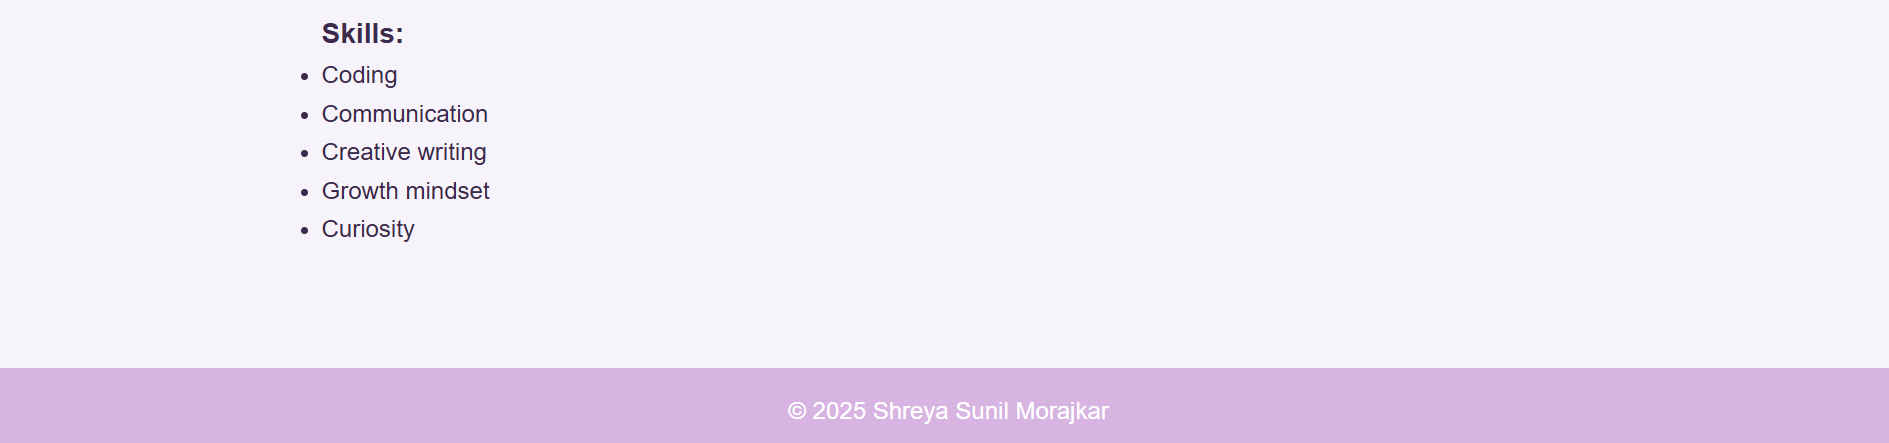 Skills:
• Coding
• Communication
• Creative writing
• Growth mindset
• Curiosity
© 2025 Shreya Sunil Morajkar